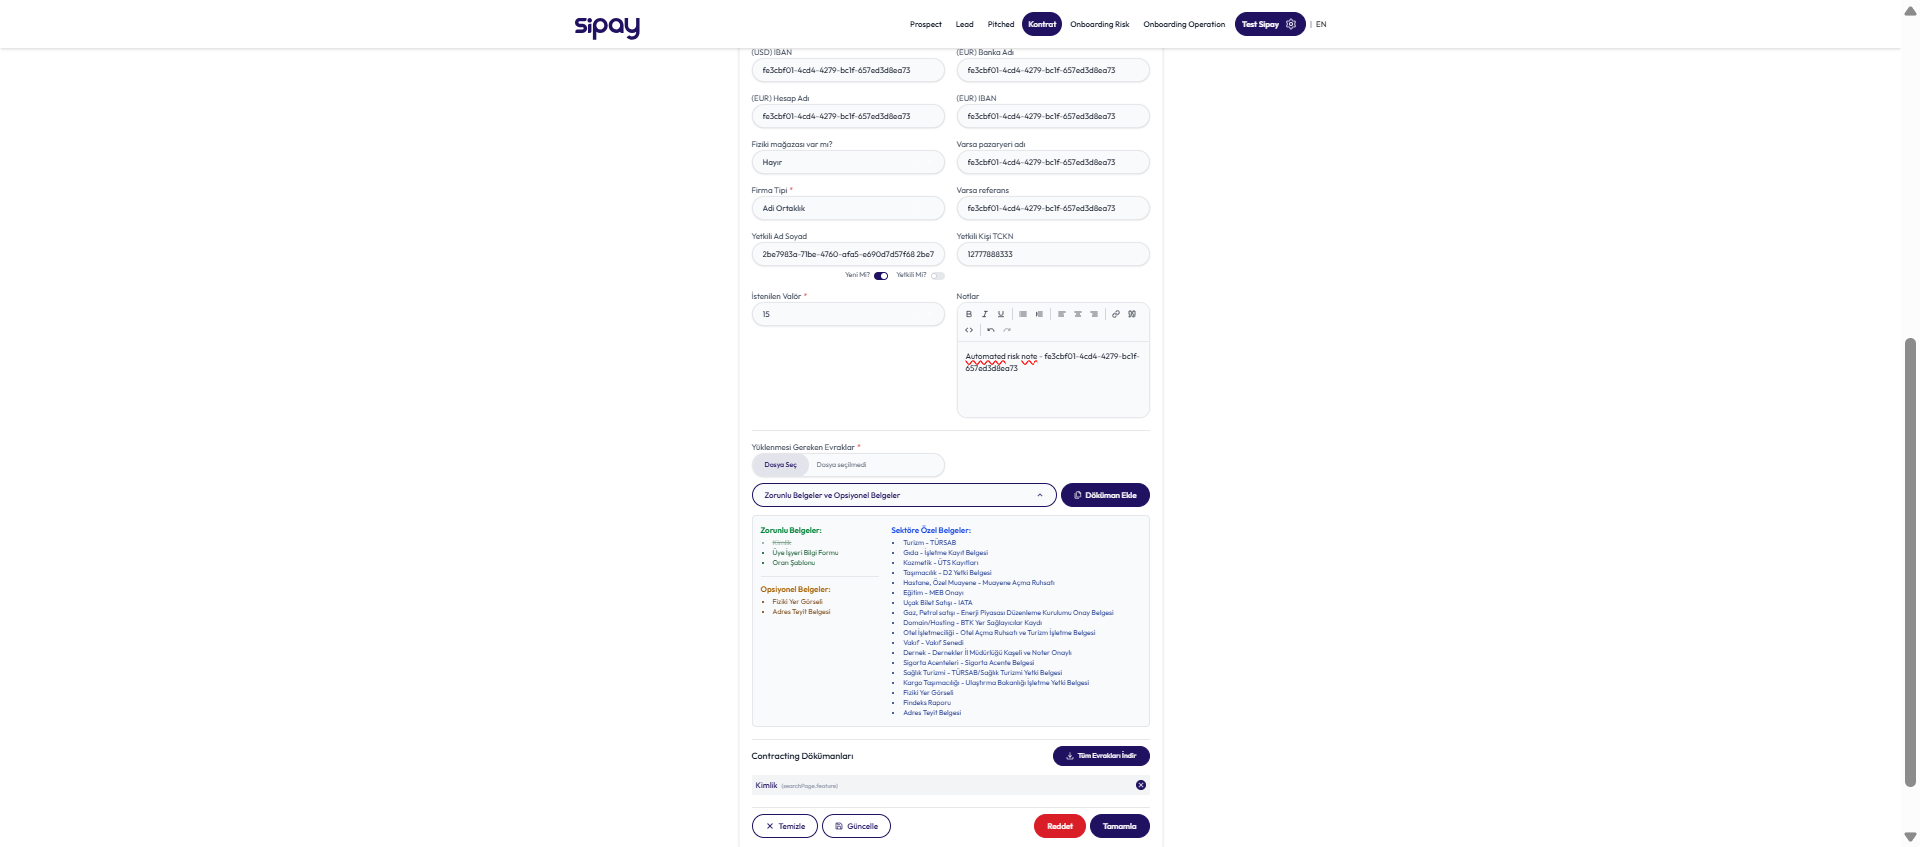 sipay
Prospect Lead Pitched Kontrat Onboarding Risk Onboarding Operation Test Sipay | EN
(USD) IBAN
fe3cbf01-4cd4-4279-bc1f-657ed3d8ea73
(EUR) Banka Adı
fe3cbf01-4cd4-4279-bc1f-657ed3d8ea73
(EUR) Hesap Adı
fe3cbf01-4cd4-4279-bc1f-657ed3d8ea73
(EUR) IBAN
fe3cbf01-4cd4-4279-bc1f-657ed3d8ea73
Fiziki mağazası var mı?
Hayır
Varsa pazaryeri adı
fe3cbf01-4cd4-4279-bc1f-657ed3d8ea73
Firma Tipi *
Adi Ortaklık
Varsa referans
fe3cbf01-4cd4-4279-bc1f-657ed3d8ea73
Yetkili Ad Soyad
2be7983a-71be-4760-afa5-e690d7d57f68 2be7
Yeni Mi? Yetkili Mi?
Yetkili Kişi TCKN
12777888333
İstenilen Valör *
15
Notlar
Automated risk note - fe3cbf01-4cd4-4279-bc1f-
657ed3d8ea73
Yüklenmesi Gereken Evraklar *
Dosya Seç Dosya seçilmedi
Zorunlu Belgeler ve Opsiyonel Belgeler
Döküman Ekle
Zorunlu Belgeler:
Kimlik
Üye İşyeri Bilgi Formu
Oran Şablonu
Opsiyonel Belgeler:
Fiziki Yer Görseli
Adres Teyit Belgesi
Sektöre Özel Belgeler:
Turizm - TÜRSAB
Gıda - İşletme Kayıt Belgesi
Kozmetik - ÜTS Kayıtları
Taşımacılık - D2 Yetki Belgesi
Hastane, Özel Muayene - Muayene Açma Ruhsatı
Eğitim - MEB Onayı
Uçak Bilet Satışı - IATA
Gaz, Petrol satışı - Enerji Piyasası Düzenleme Kurulumu Onay Belgesi
Domain/Hosting - BTK Yer Sağlayıcılar Kaydı
Otel İşletmeciliği - Otel Açma Ruhsatı ve Turizm İşletme Belgesi
Vakıf - Vakıf Senedi
Dernek - Dernekler İl Müdürlüğü Kaşeli ve Noter Onaylı
Sigorta Acenteleri - Sigorta Acente Belgesi
Sağlık Turizmi - TÜRSAB/Sağlık Turizmi Yetki Belgesi
Kargo Taşımacılığı - Ulaştırma Bakanlığı İşletme Yetki Belgesi
Fiziki Yer Görseli
Findeks Raporu
Adres Teyit Belgesi
Contracting Dökümanları
Tüm Evrakları İndir
Kimlik (searchPage.feature)
Temizle
Güncelle
Reddet
Tamamla